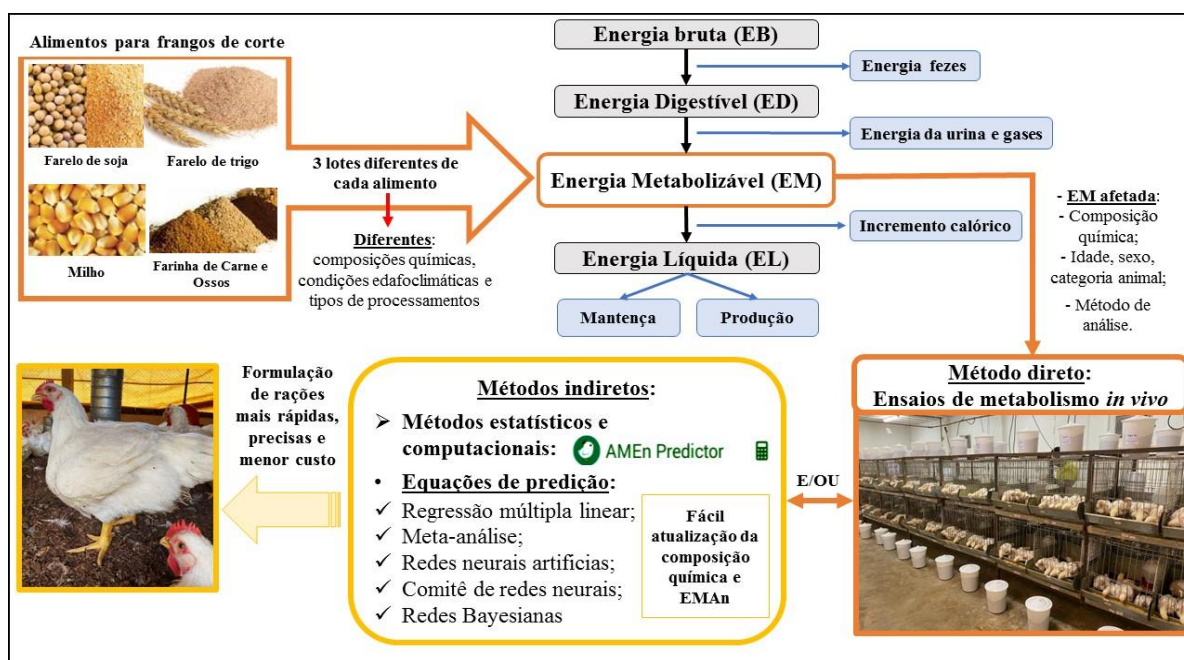 Alimentos para frangos de corte
Farelo de soja
Farelo de trigo
Milho
Farinha de Carne e
Ossos
3 lotes diferentes de
cada alimento
Diferentes:
composições químicas,
condições edafoclimáticas e
tipos de processamentos
Energia bruta (EB)
Energia fezes
Energia Digestível (ED)
Energia da urina e gases
Energia Metabolizável (EM)
Incremento calórico
Energia Líquida (EL)
Mantença
Produção
- EM afetada:
- Composição
química;
- Idade, sexo,
categoria animal;
- Método de
análise.
Método direto:
Ensaios de metabolismo in vivo
E/OU
Métodos indiretos:
➤ Métodos estatísticos e
computacionais:
AMEn Predictor
• Equações de predição:
✓ Regressão múltipla linear;
✓ Meta-análise;
✓ Redes neurais artificias;
✓ Comitê de redes neurais;
✓ Redes Bayesianas
Fácil
atualização da
composição
química e
EMAn
Formulação
de rações
mais rápidas,
precisas e
menor custo